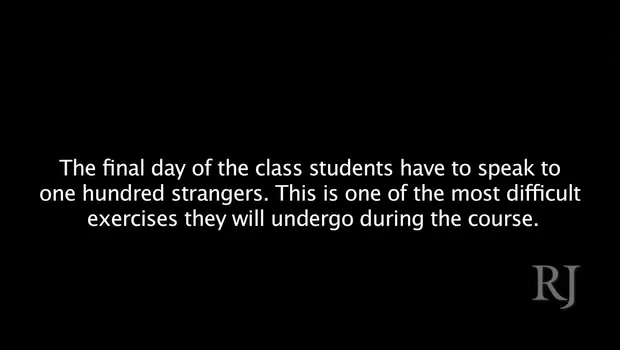 The final day of the class students have to speak to
one hundred strangers. This is one of the most difficult
exercises they will undergo during the course.
RJ